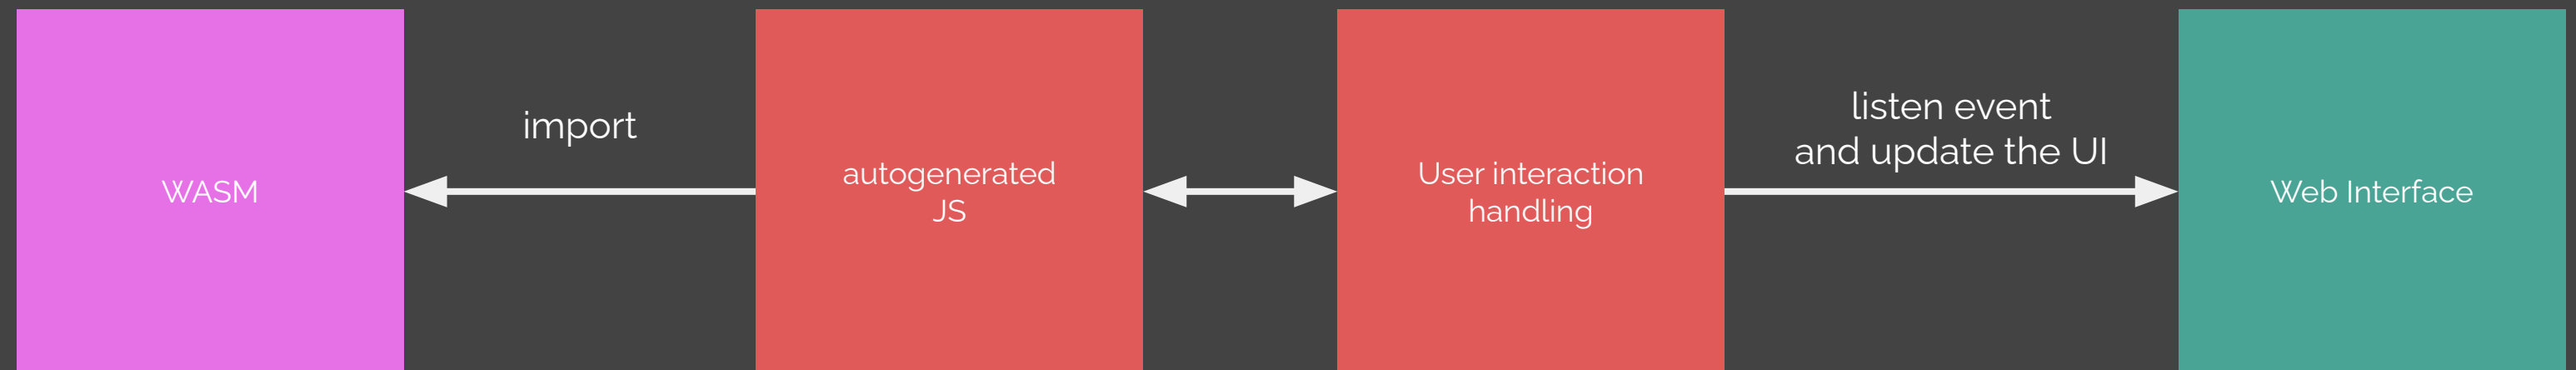 WASM
import
autogenerated
JS
User interaction
handling
listen event
and update the UI
Web Interface